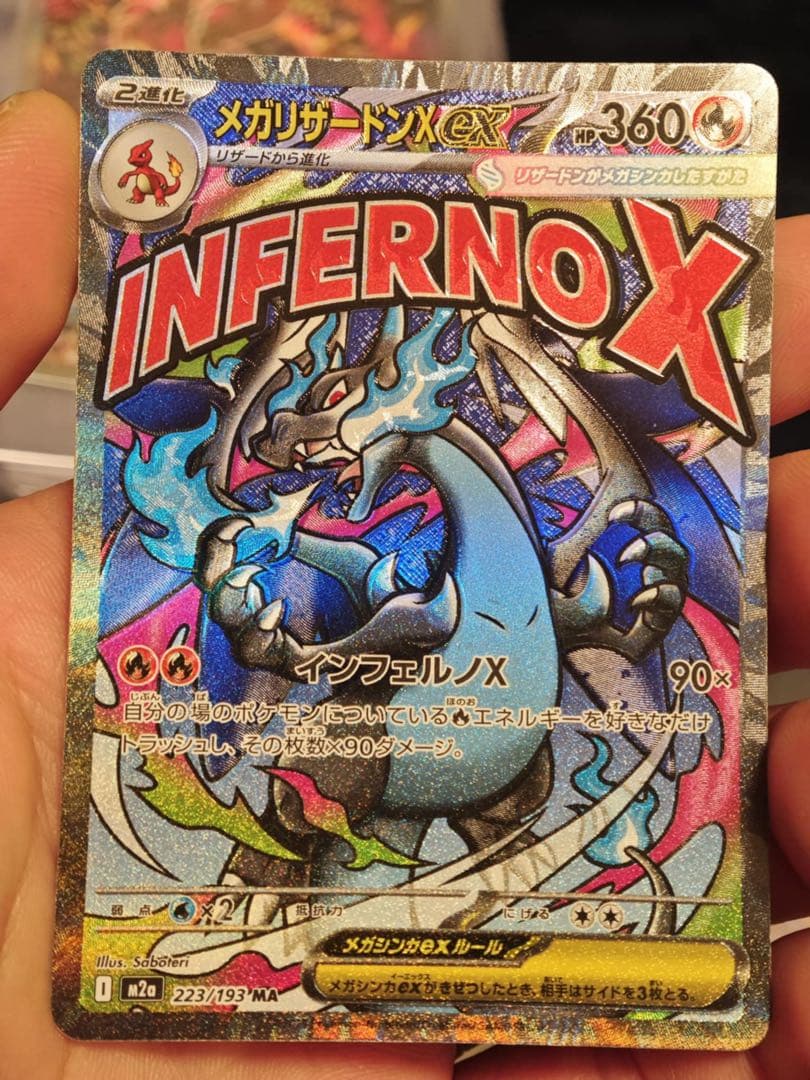 2進化
メガリザードンXex
HP360
リザードから進化
リザードンがメガシンカしたすがた
INFERNOX
インフェルノX 90×
自分の場のポケモンについているエネルギーを好きなだけ
トラッシュし、その枚数×90ダメージ。
弱点 ×2 抵抗力 にげる
メガシンカexルール
Illus. Saboteri
メガシンカexがきぜつしたとき、相手はサイドを3枚とる。
I m2a 223/193 MA